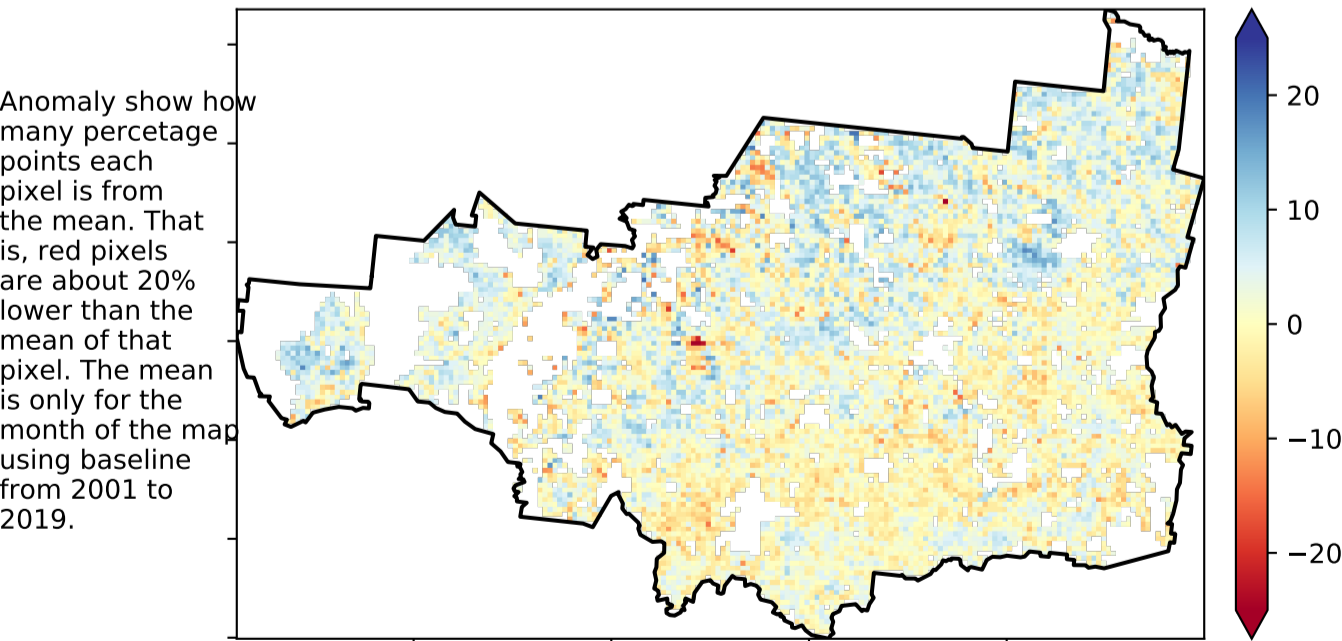 Anomaly show how
many percetage
points each
pixel is from
the mean. That
is, red pixels
are about 20%
lower than the
mean of that
pixel. The mean
is only for the
month of the map
using baseline
from 2001 to
2019.
20
10
0
−10
−20